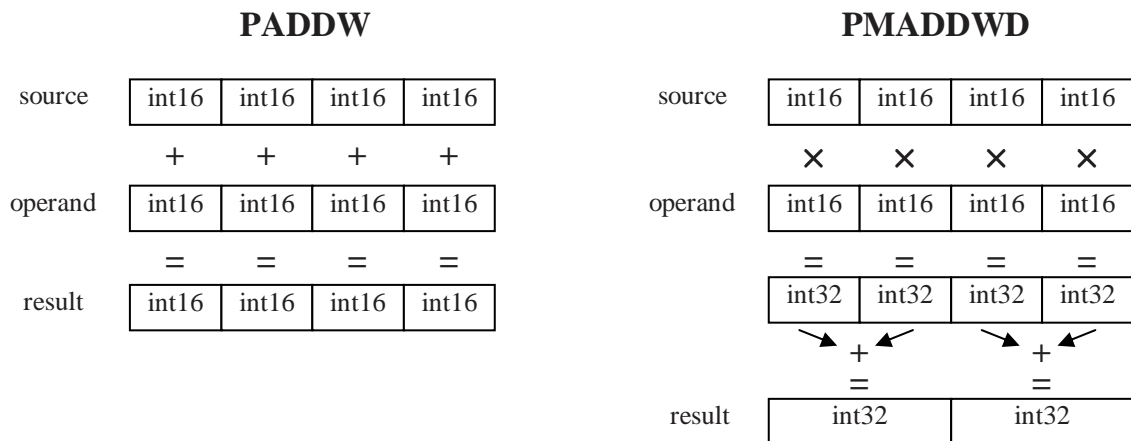 PADDW
source int16 int16 int16 int16
+ + + +
operand int16 int16 int16 int16
= = = =
result int16 int16 int16 int16
PMADDWD
source int16 int16 int16 int16
× × × ×
operand int16 int16 int16 int16
= = = =
int32 int32 int32 int32
+ +
= =
result int32 int32